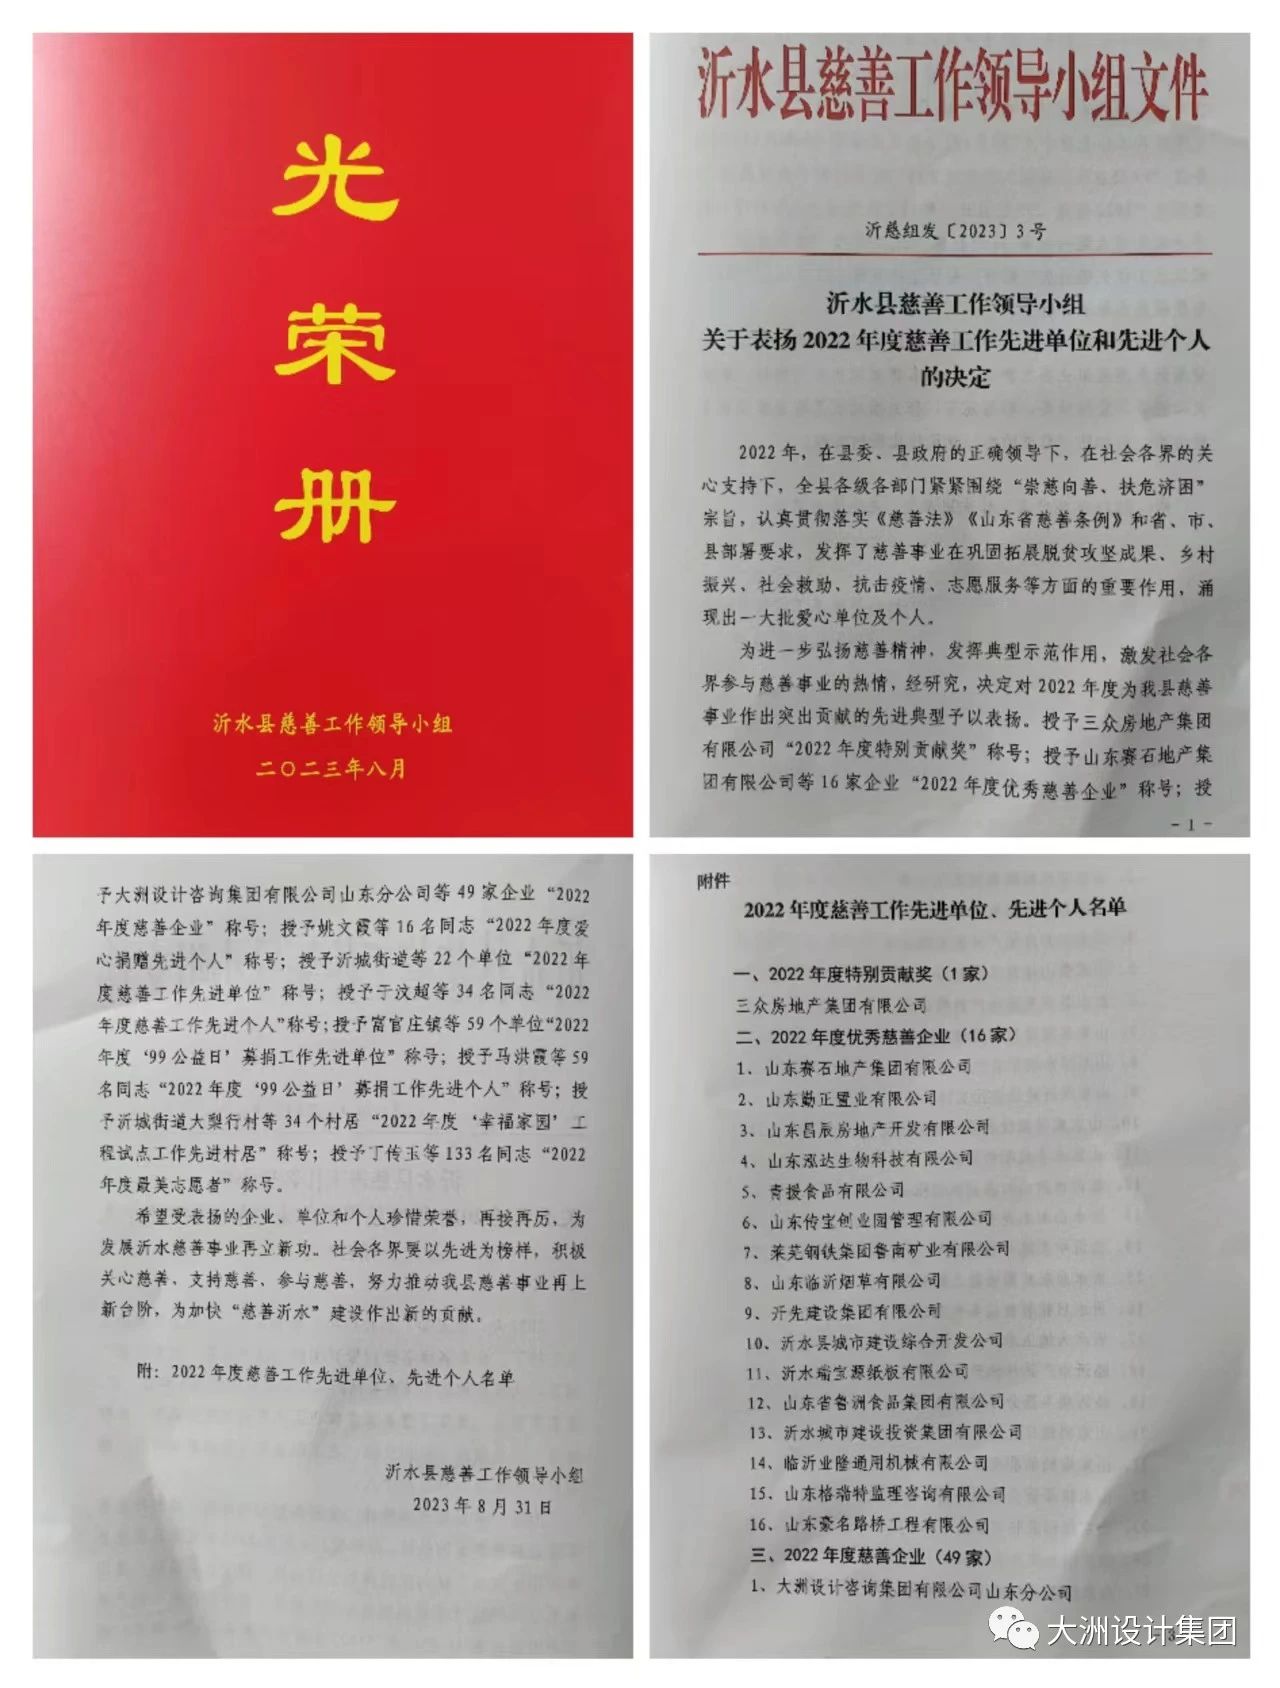 光
荣
册
沂水县慈善工作领导小组
二〇二三年八月
沂水县慈善工作领导小组文件
沂慈组发〔2023〕3号
沂水县慈善工作领导小组
关于表扬2022年度慈善工作先进单位和先进个人
的决定
2022年，在县委、县政府的正确领导下，在社会各界的关
心支持下，全县各级各部门紧紧围绕“崇慈向善、扶危济困”
宗旨，认真贯彻落实《慈善法》《山东省慈善条例》和省、市、
县部署要求，发挥了慈善事业在巩固拓展脱贫攻坚成果、乡村
振兴、社会救助、抗击疫情、志愿服务等方面的重要作用，涌
现出一大批爱心单位及个人。
为进一步弘扬慈善精神，发挥典型示范作用，激发社会各
界参与慈善事业的热情，经研究，决定对2022年度为我县慈善
事业作出突出贡献的先进典型予以表扬。授予三众房地产集团
有限公司“2022年度特别贡献奖”称号；授予山东赛石地产集
团有限公司等16家企业“2022年度优秀慈善企业”称号；授
- 1 -
予大洲设计咨询集团有限公司山东分公司等49家企业“2022
年度慈善企业”称号；授予姚文霞等16名同志“2022年度爱
心捐赠先进个人”称号；授予沂城街道等22个单位“2022年
度慈善工作先进单位”称号；授予于汶超等34名同志“2022
年度慈善工作先进个人”称号；授予富官庄镇等59个单位“2022
年度‘99公益日’募捐工作先进单位”称号；授予马洪霞等59
名同志“2022年度‘99公益日’募捐工作先进个人”称号；授
予沂城街道大梨行村等34个村居“2022年度‘幸福家园’工
程试点工作先进村居”称号；授予丁传玉等133名同志“2022
年度最美志愿者”称号。
希望受表扬的企业、单位和个人珍惜荣誉，再接再历，为
发展沂水慈善事业再立新功。社会各界要以先进为榜样，积极
关心慈善、支持慈善、参与慈善，努力推动我县慈善事业再上
新台阶，为加快“慈善沂水”建设作出新的贡献。
附：2022年度慈善工作先进单位、先进个人名单
沂水县慈善工作领导小组
2023年8月31日
附件
2022年度慈善工作先进单位、先进个人名单
一、2022年度特别贡献奖（1家）
三众房地产集团有限公司
二、2022年度优秀慈善企业（16家）
1、山东赛石地产集团有限公司
2、山东勤正置业有限公司
3、山东昌辰房地产开发有限公司
4、山东泓达生物科技有限公司
5、青援食品有限公司
6、山东传宝创业园管理有限公司
7、莱芜钢铁集团鲁南矿业有限公司
8、山东临沂烟草有限公司
9、开先建设集团有限公司
10、沂水县城市建设综合开发公司
11、沂水瑞宝源纸板有限公司
12、山东省鲁洲食品集团有限公司
13、沂水城市建设投资集团有限公司
14、临沂业隆通用机械有限公司
15、山东格瑞特监理咨询有限公司
16、山东豪名路桥工程有限公司
三、2022年度慈善企业（49家）
1、大洲设计咨询集团有限公司山东分公司
大洲设计集团